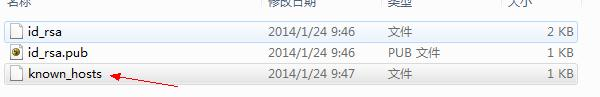 名称 修改日期 类型 大小
id_rsa 2014/1/24 9:46 文件 2 KB
id_rsa.pub 2014/1/24 9:46 PUB 文件 1 KB
known_hosts 2014/1/24 9:47 文件 1 KB